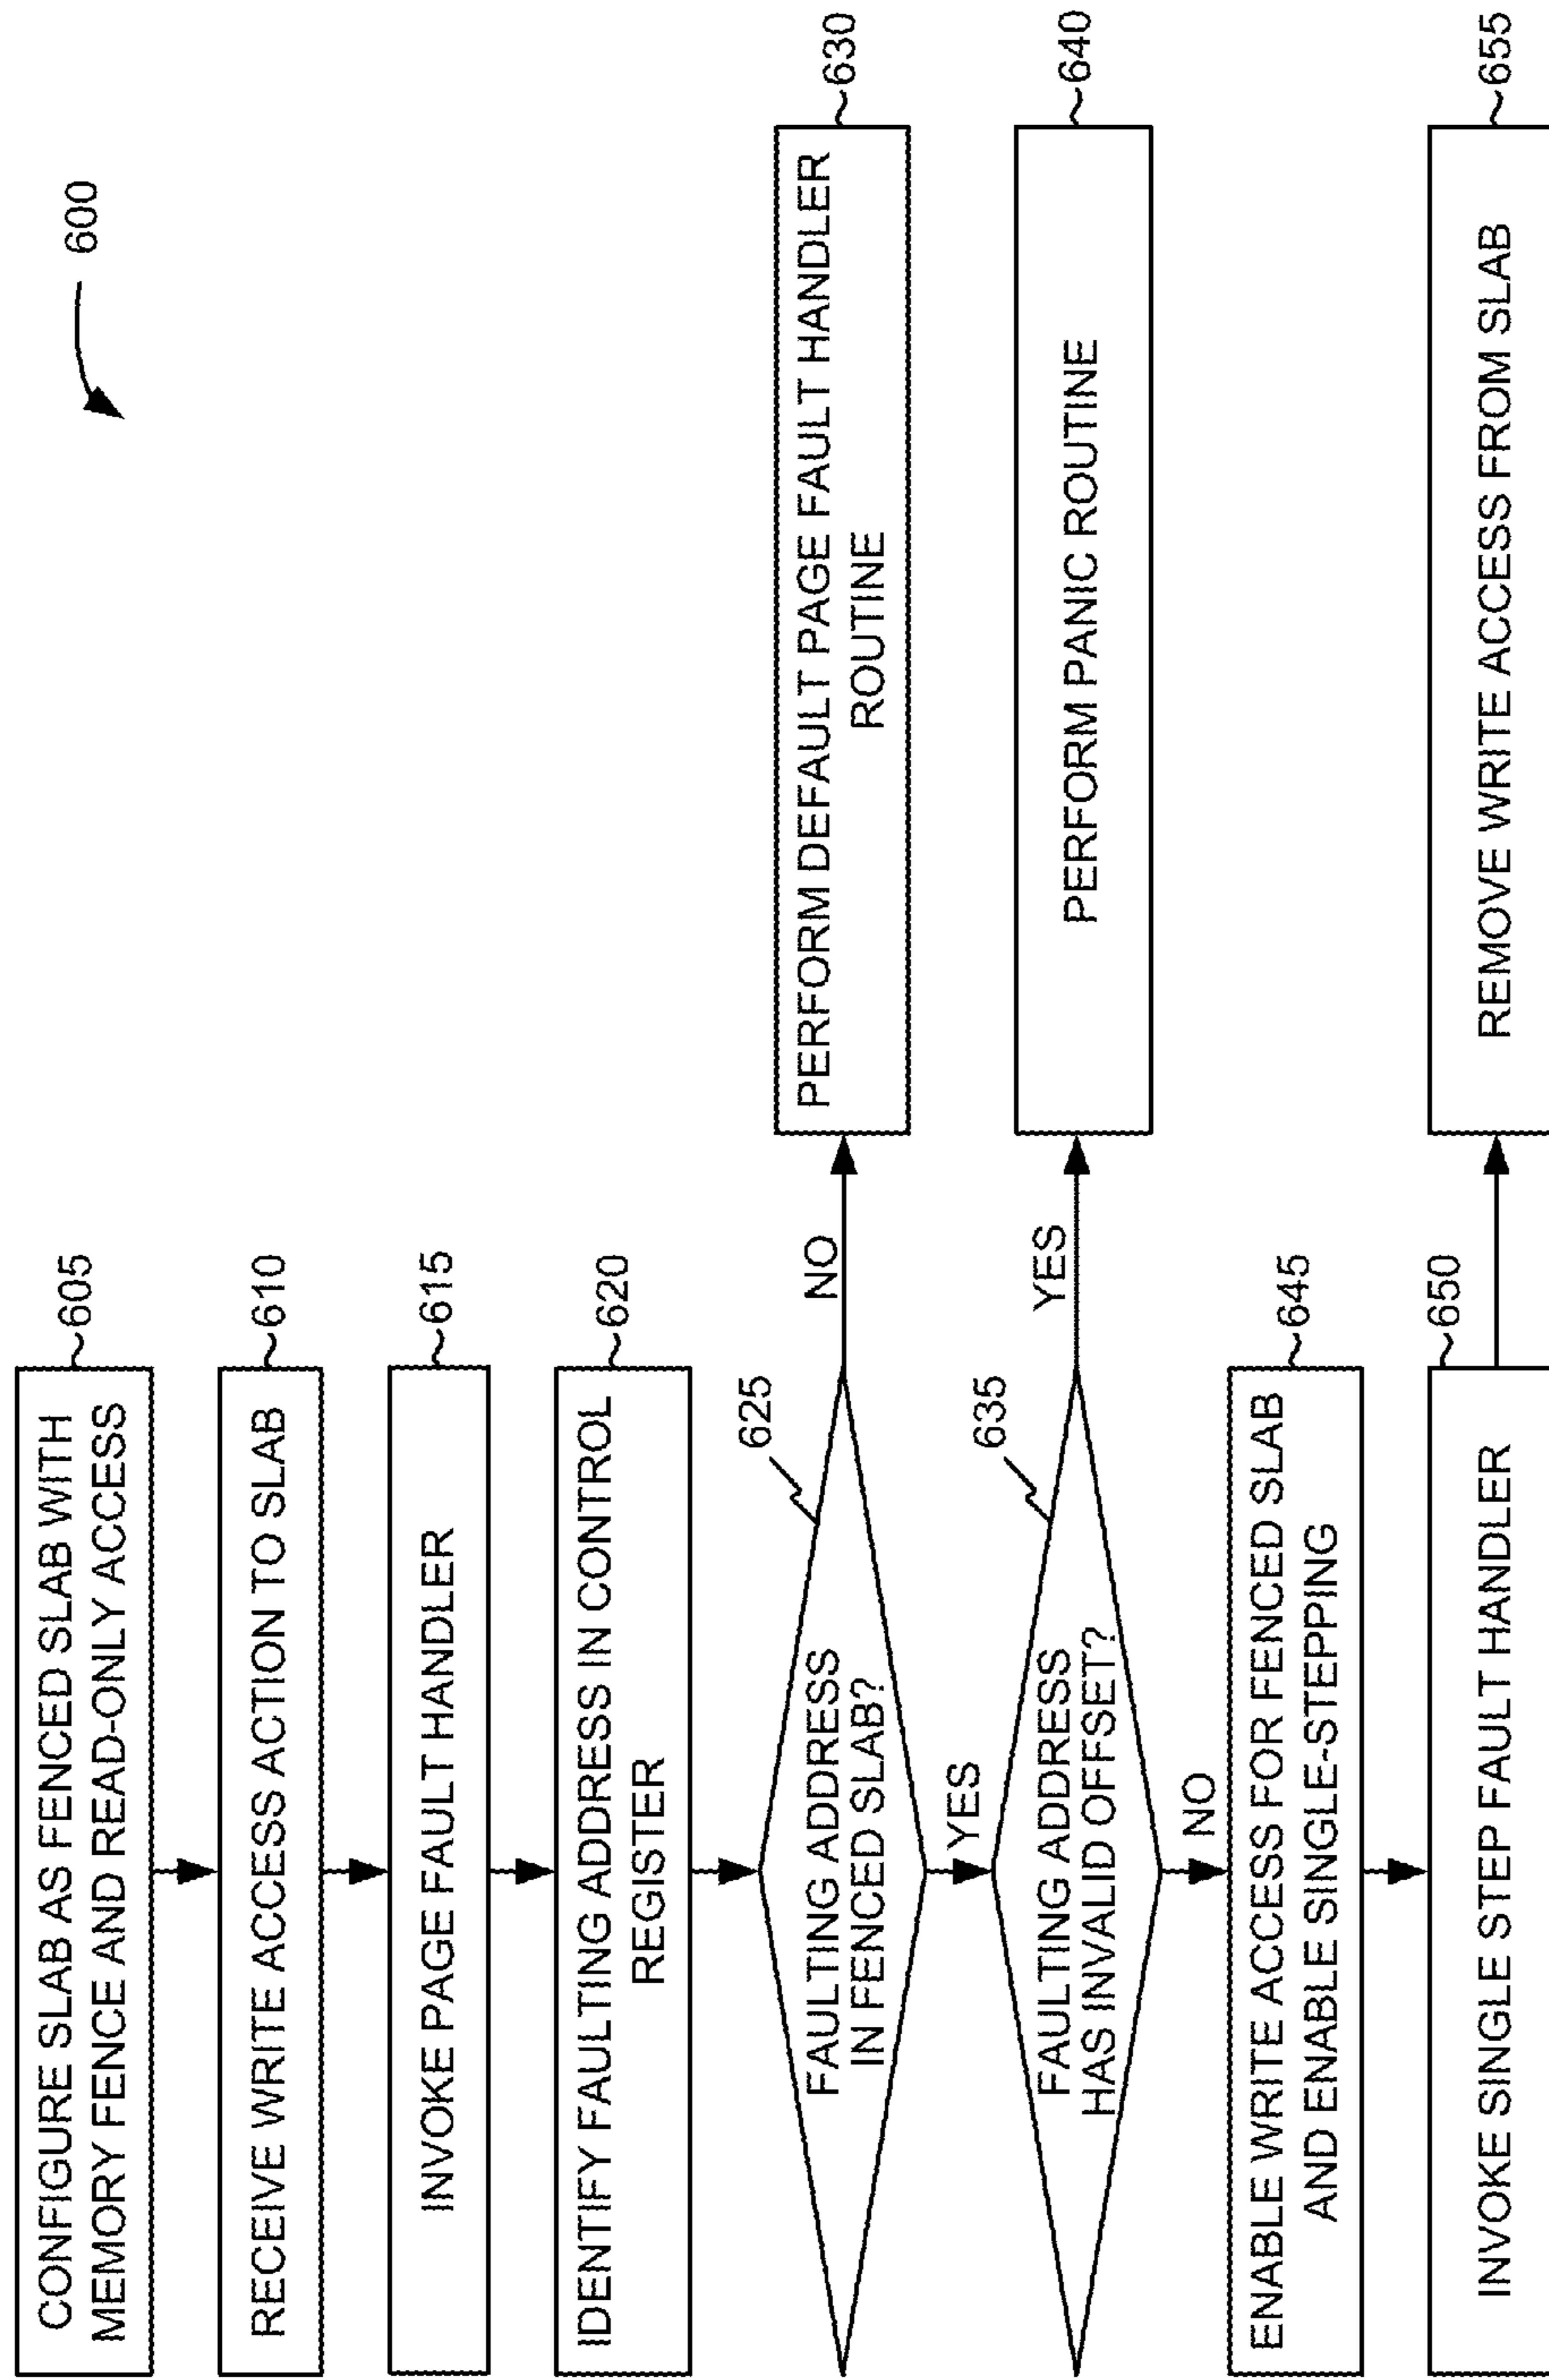 600
CONFIGURE SLAB AS FENCED SLAB WITH
MEMORY FENCE AND READ-ONLY ACCESS
605
RECEIVE WRITE ACCESS ACTION TO SLAB
610
INVOKE PAGE FAULT HANDLER
615
IDENTIFY FAULTING ADDRESS IN CONTROL
REGISTER
620
FAULTING ADDRESS
IN FENCED SLAB?
625
NO
PERFORM DEFAULT PAGE FAULT HANDLER
ROUTINE
630
YES
FAULTING ADDRESS
HAS INVALID OFFSET?
635
YES
PERFORM PANIC ROUTINE
640
NO
ENABLE WRITE ACCESS FOR FENCED SLAB
AND ENABLE SINGLE-STEPPING
645
INVOKE SINGLE STEP FAULT HANDLER
650
REMOVE WRITE ACCESS FROM SLAB
655